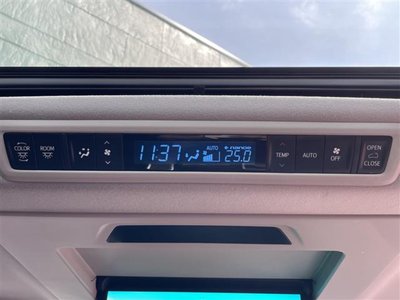 COLOR ROOM
11:37 AUTO nanoe 25.0
TEMP AUTO OFF
OPEN
CLOSE